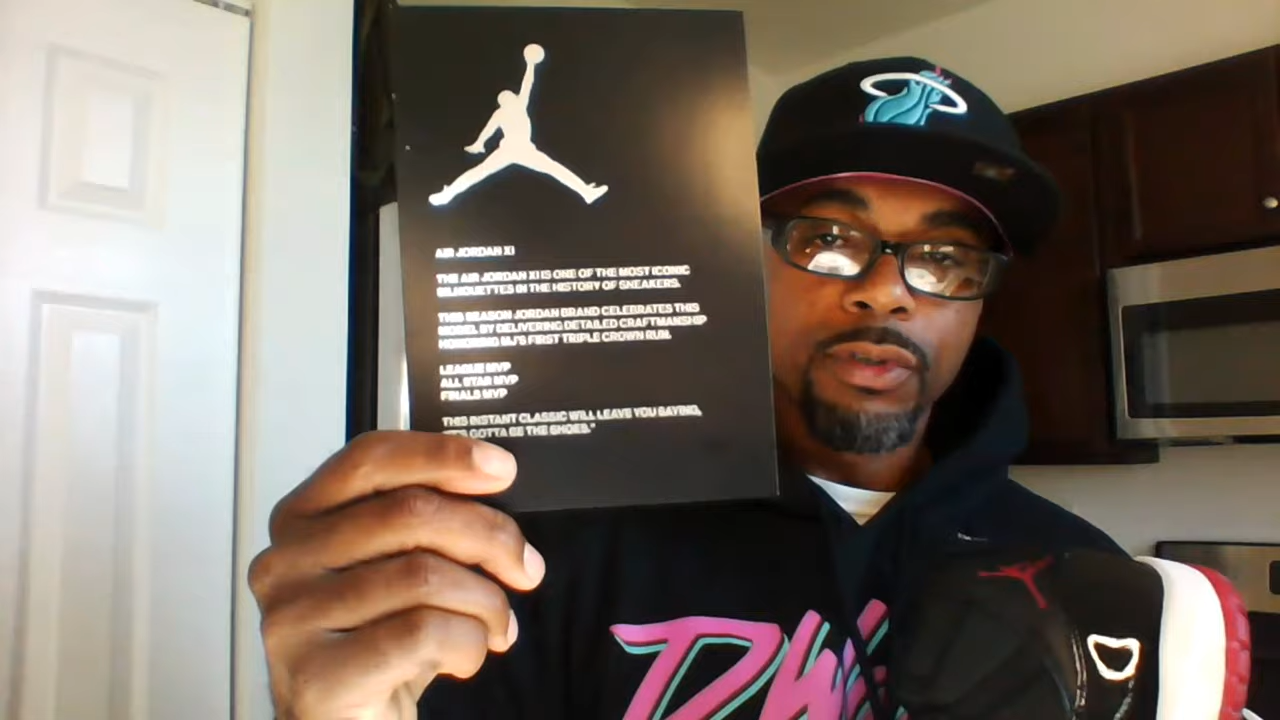 AIR JORDAN XI
THE AIR JORDAN XI IS ONE OF THE MOST ICONIC
SILHOUETTES IN THE HISTORY OF SNEAKERS.
THIS SEASON JORDAN BRAND CELEBRATES THIS
MODEL BY DELIVERING DETAILED CRAFTMANSHIP
HONORING MJ'S FIRST TRIPLE CROWN RUN.
LEAGUE MVP
ALL STAR MVP
FINALS MVP
THIS INSTANT CLASSIC WILL LEAVE YOU SAYING,
GOTTA BE THE SHOES."
DW